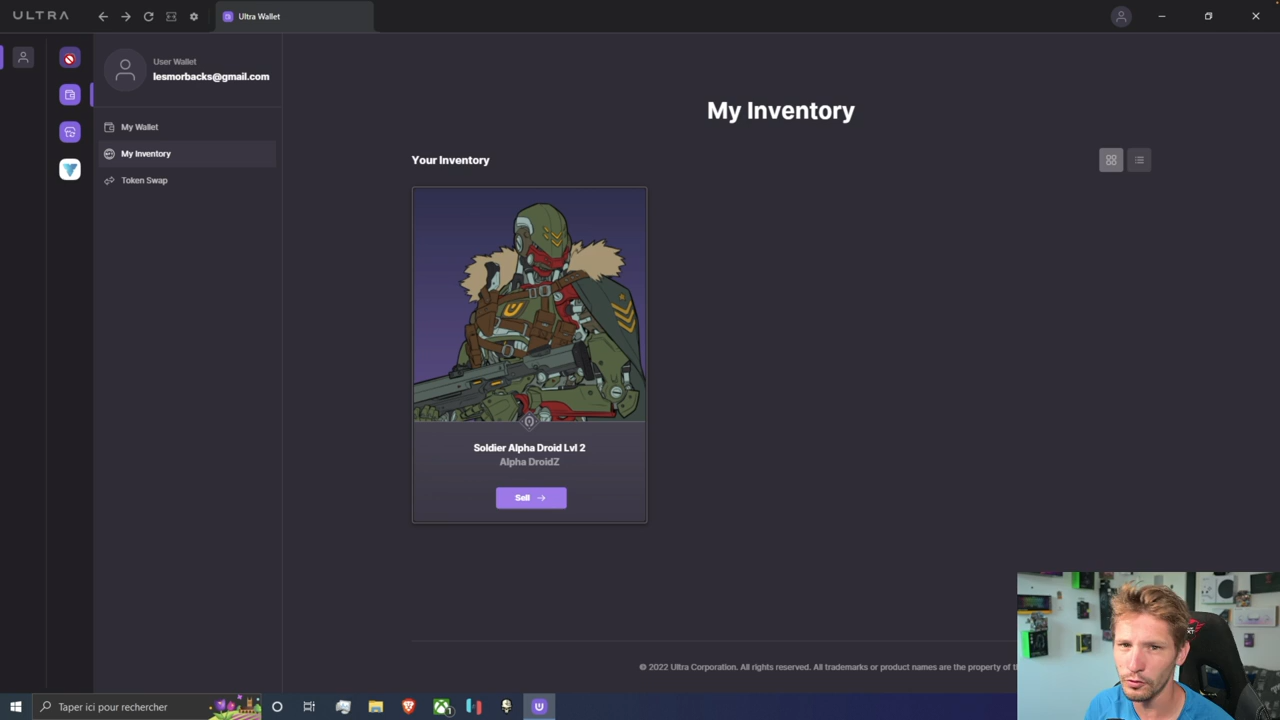 ULTRA
Ultra Wallet
User Wallet
lesmorbacks@gmail.com
My Wallet
My Inventory
Token Swap
My Inventory
Your Inventory
Soldier Alpha Droid Lvl 2
Alpha DroidZ
Sell
© 2022 Ultra Corporation. All rights reserved. All trademarks or product names are the property of th
Taper ici pour rechercher